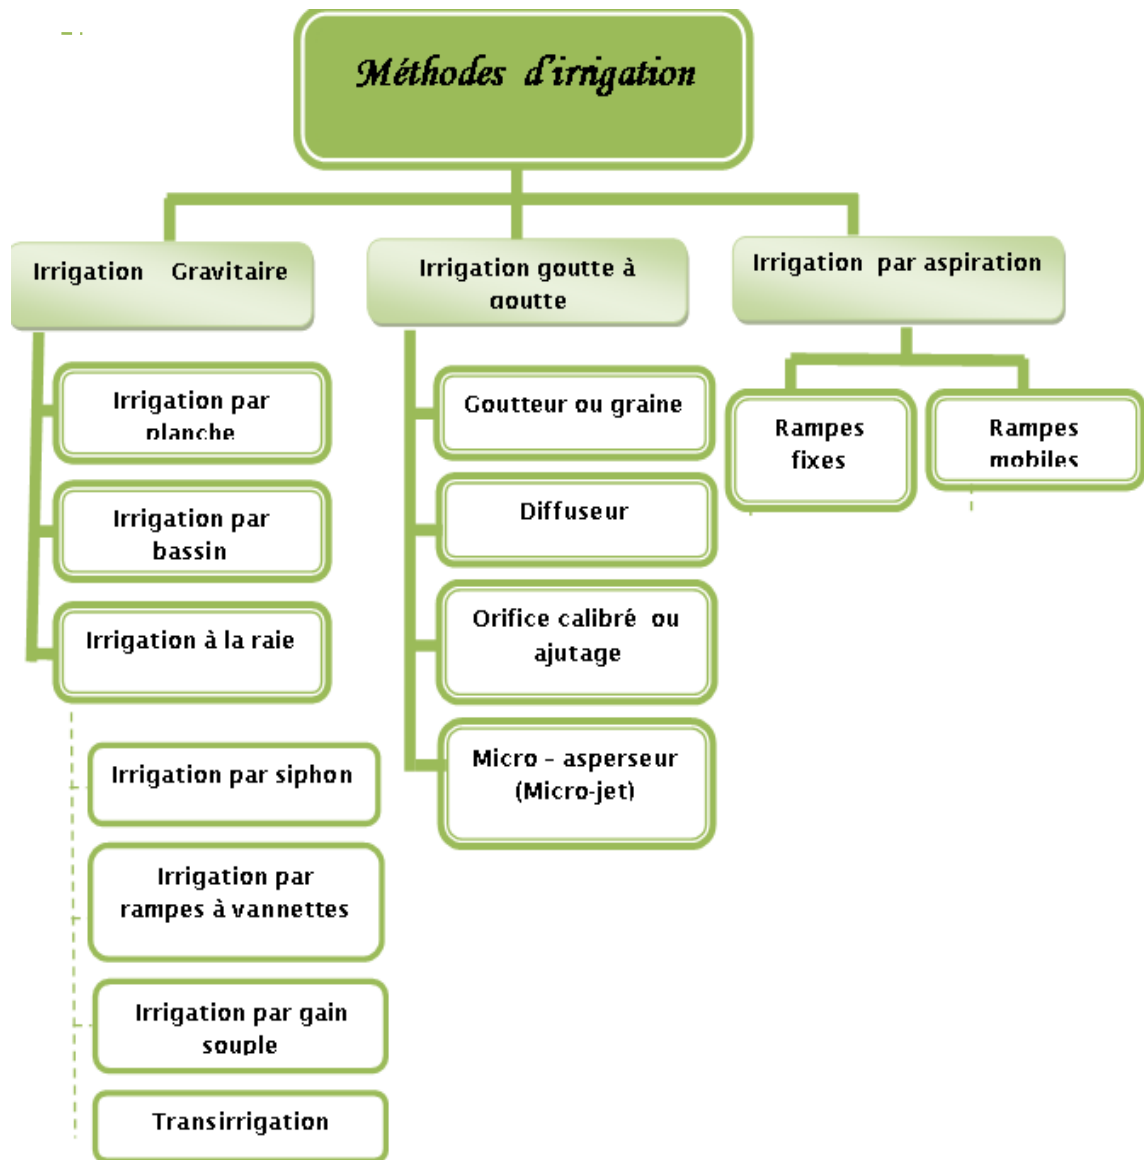 Méthodes d'irrigation
Irrigation Gravitaire
Irrigation par
planche
Irrigation par
bassin
Irrigation à la raie
Irrigation par siphon
Irrigation par
rampes à vannettes
Irrigation par gain
souple
Transirrigation
Irrigation goutte à
goutte
Goutteur ou graine
Diffuseur
Orifice calibré ou
ajutage
Micro – asperseur
(Micro-jet)
Irrigation par aspiration
Rampes
fixes
Rampes
mobiles